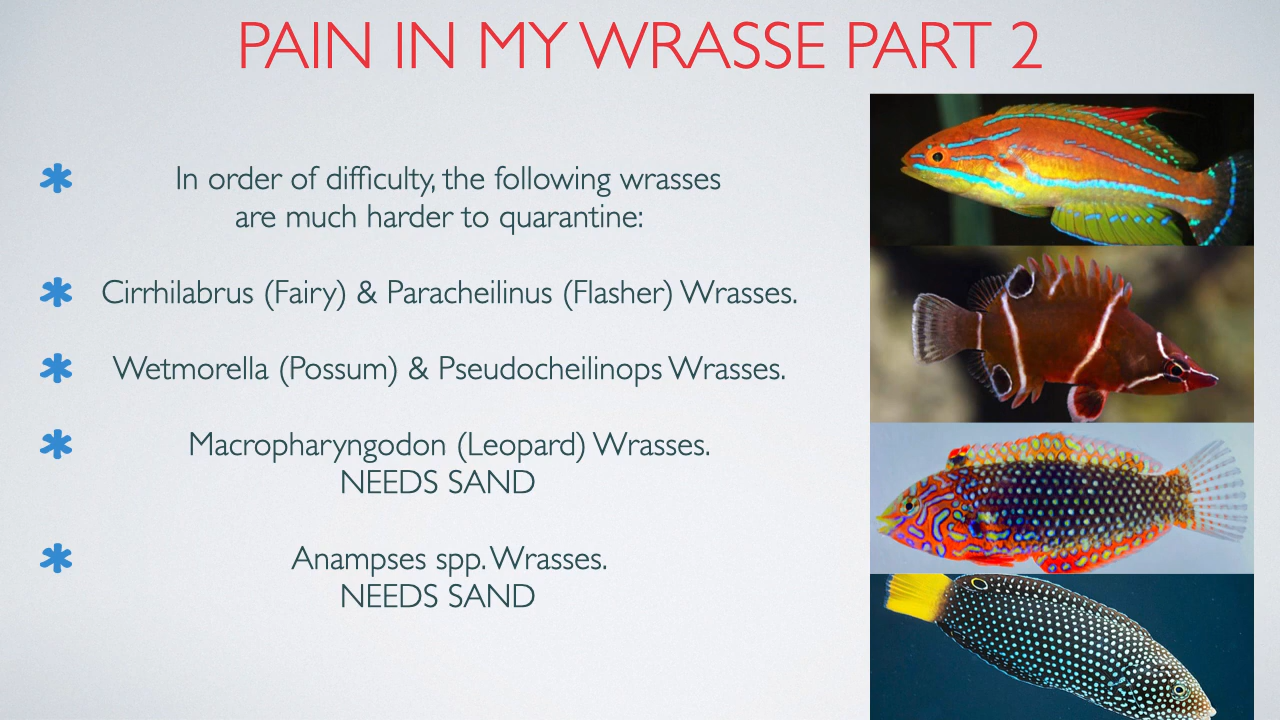 PAIN IN MY WRASSE PART 2
In order of difficulty, the following wrasses
are much harder to quarantine:
Cirrhilabrus (Fairy) & Paracheilinus (Flasher) Wrasses.
Wetmorella (Possum) & Pseudocheilinops Wrasses.
Macropharyngodon (Leopard) Wrasses.
NEEDS SAND
Anampses spp. Wrasses.
NEEDS SAND